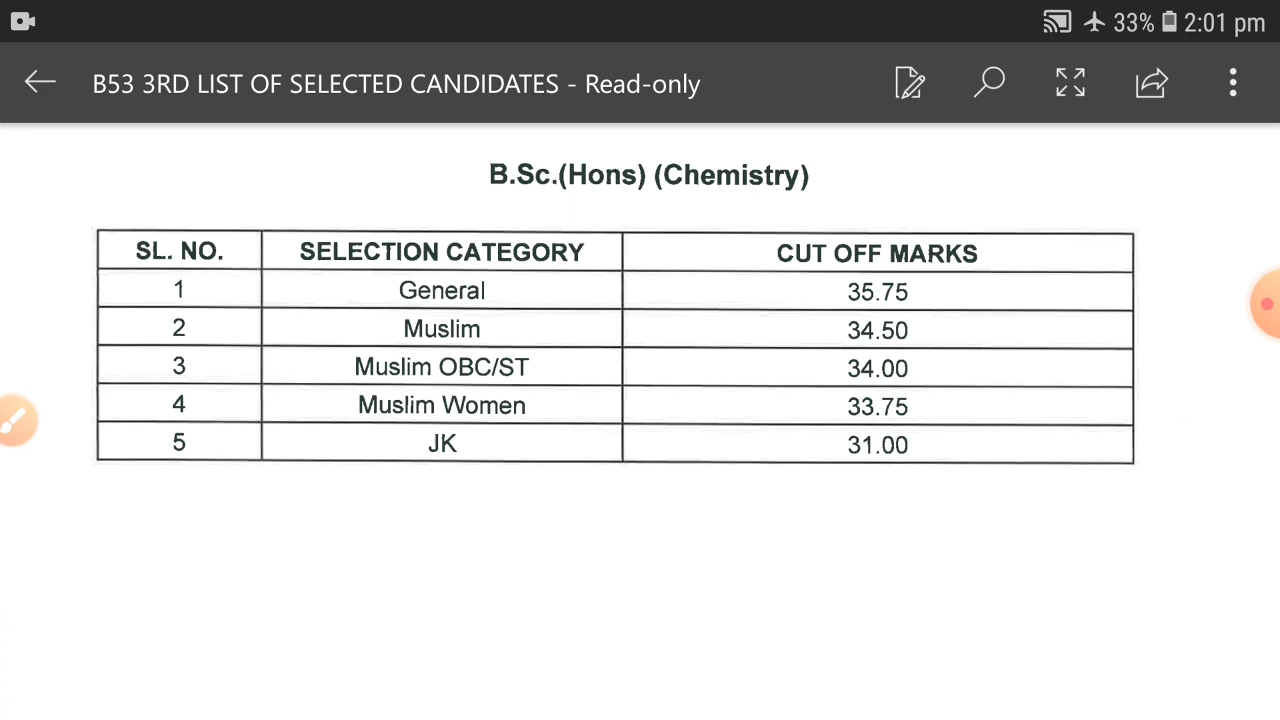 33% 2:01 pm
B53 3RD LIST OF SELECTED CANDIDATES - Read-only
B.Sc.(Hons) (Chemistry)
SL. NO. SELECTION CATEGORY CUT OFF MARKS
1 General 35.75
2 Muslim 34.50
3 Muslim OBC/ST 34.00
4 Muslim Women 33.75
5 JK 31.00